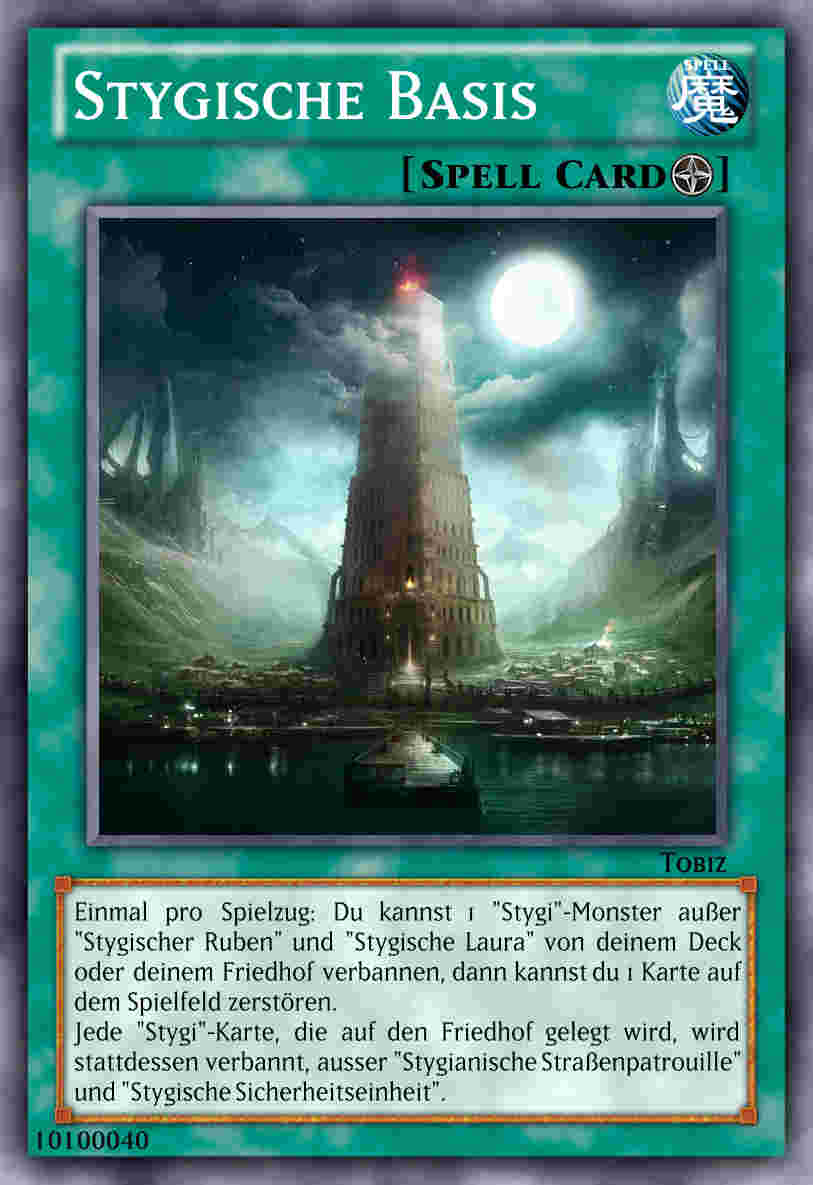 Stygische Basis
SPELL
魔
[Spell Card]
Tobiz
Einmal pro Spielzug: Du kannst 1 "Stygi"-Monster außer
"Stygischer Ruben" und "Stygische Laura" von deinem Deck
oder deinem Friedhof verbannen, dann kannst du 1 Karte auf
dem Spielfeld zerstören.
Jede "Stygi"-Karte, die auf den Friedhof gelegt wird, wird
stattdessen verbannt, ausser "Stygianische Straßenpatrouille"
und "Stygische Sicherheitseinheit".
10100040